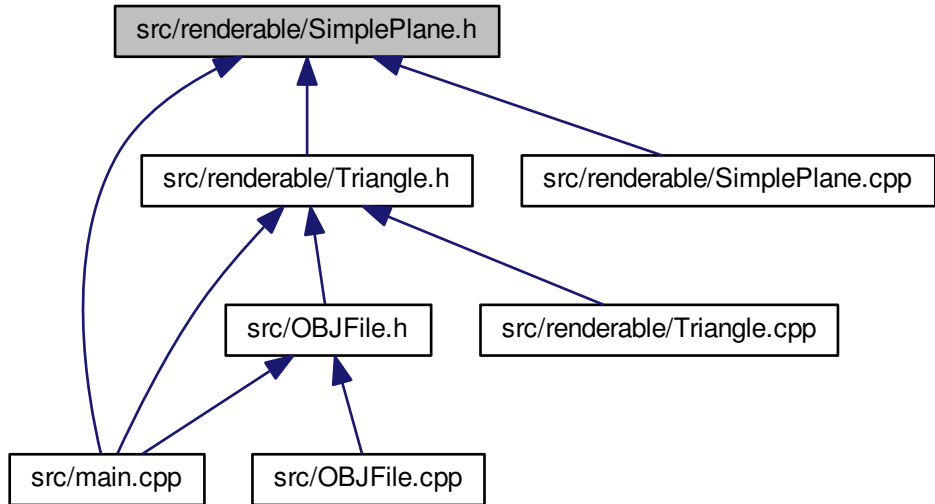 src/renderable/SimplePlane.h
src/renderable/Triangle.h
src/renderable/SimplePlane.cpp
src/OBJFile.h
src/renderable/Triangle.cpp
src/main.cpp
src/OBJFile.cpp